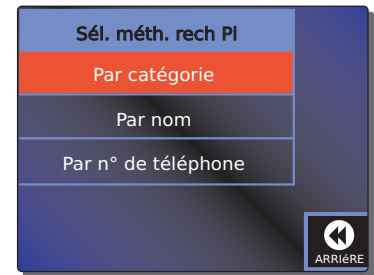 Sél. méth. rech PI
Par catégorie
Par nom
Par n° de téléphone
ARRIéRE